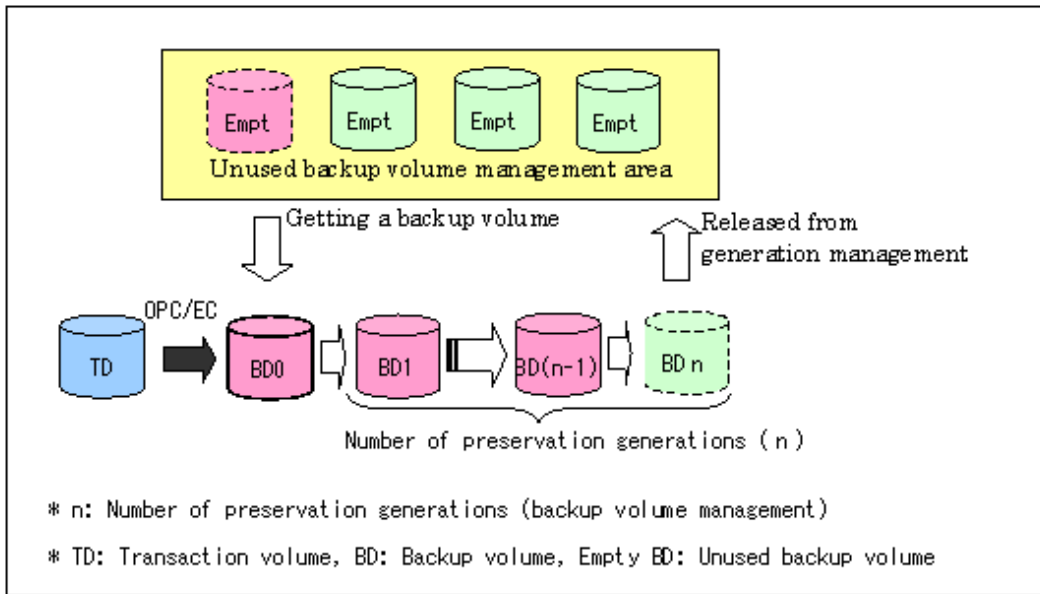 Empt Empt Empt Empt
Unused backup volume management area
Getting a backup volume
Released from
generation management
OPC/EC
TD BD0 BD1 BD(n-1) BDn
Number of preservation generations (n)
* n: Number of preservation generations (backup volume management)
* TD: Transaction volume, BD: Backup volume, Empty BD: Unused backup volume